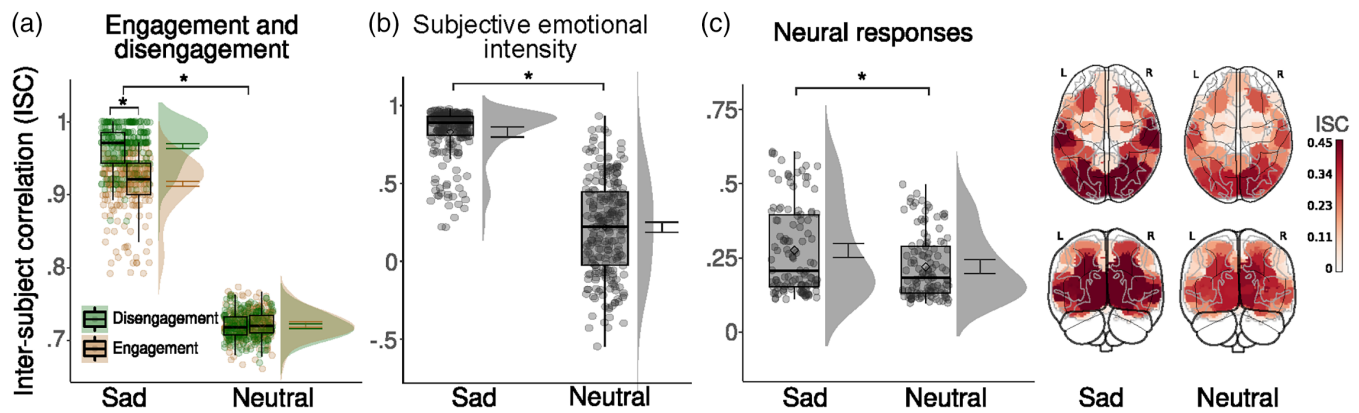 (a)
Engagement and
disengagement
Inter-subject correlation (ISC)
1
.9
.8
.7
*
*
Disengagement
Engagement
Sad
Neutral
(b)
Subjective emotional
intensity
1
.5
0
-.5
*
Sad
Neutral
(c)
Neural responses
.75
.5
.25
0
*
Sad
Neutral
L
R
L
R
L
R
L
R
ISC
0.45
0.34
0.23
0.11
0
Sad
Neutral